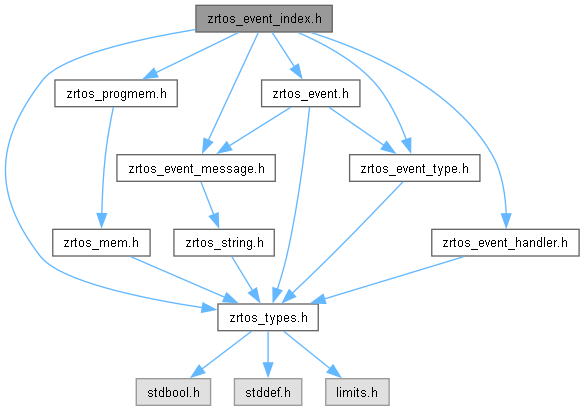 zrtos_event_index.h
zrtos_progmem.h
zrtos_event.h
zrtos_event_message.h
zrtos_event_type.h
zrtos_mem.h
zrtos_string.h
zrtos_event_handler.h
zrtos_types.h
stdbool.h
stddef.h
limits.h